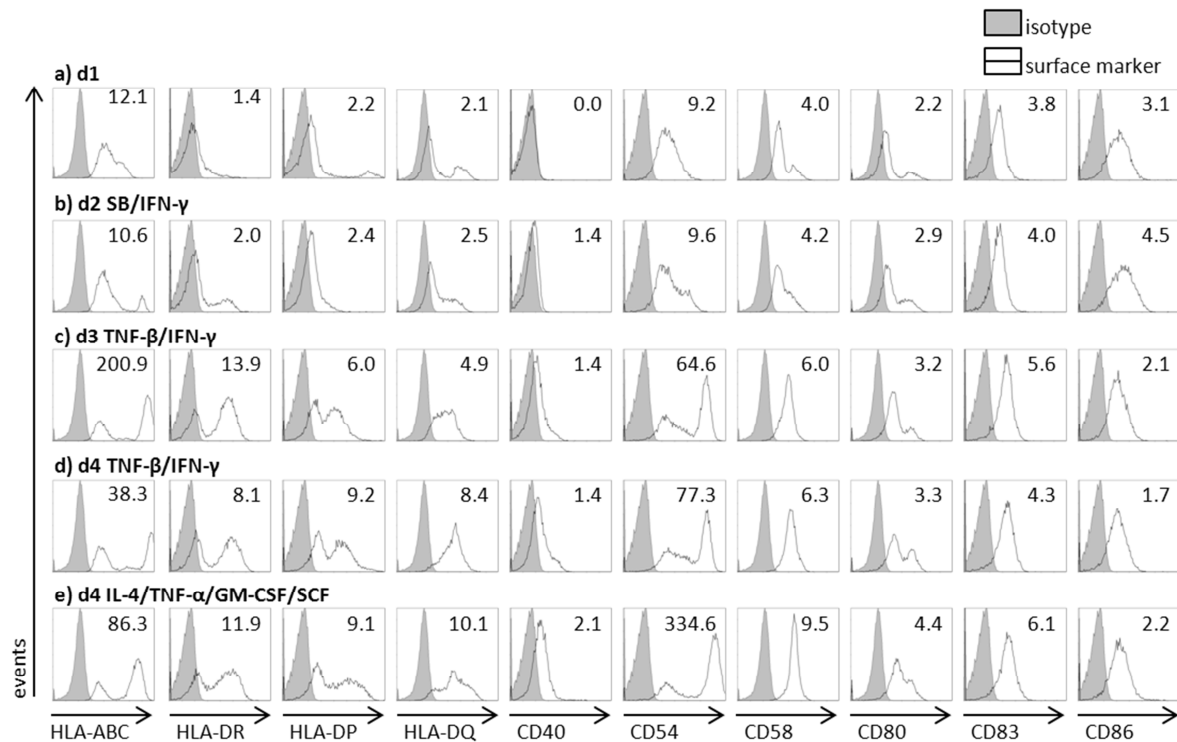 isotype
surface marker
a) d1
12.1 1.4 2.2 2.1 0.0 9.2 4.0 2.2 3.8 3.1
b) d2 SB/IFN-γ
10.6 2.0 2.4 2.5 1.4 9.6 4.2 2.9 4.0 4.5
c) d3 TNF-β/IFN-γ
200.9 13.9 6.0 4.9 1.4 64.6 6.0 3.2 5.6 2.1
d) d4 TNF-β/IFN-γ
38.3 8.1 9.2 8.4 1.4 77.3 6.3 3.3 4.3 1.7
e) d4 IL-4/TNF-α/GM-CSF/SCF
86.3 11.9 9.1 10.1 2.1 334.6 9.5 4.4 6.1 2.2
events
HLA-ABC HLA-DR HLA-DP HLA-DQ CD40 CD54 CD58 CD80 CD83 CD86